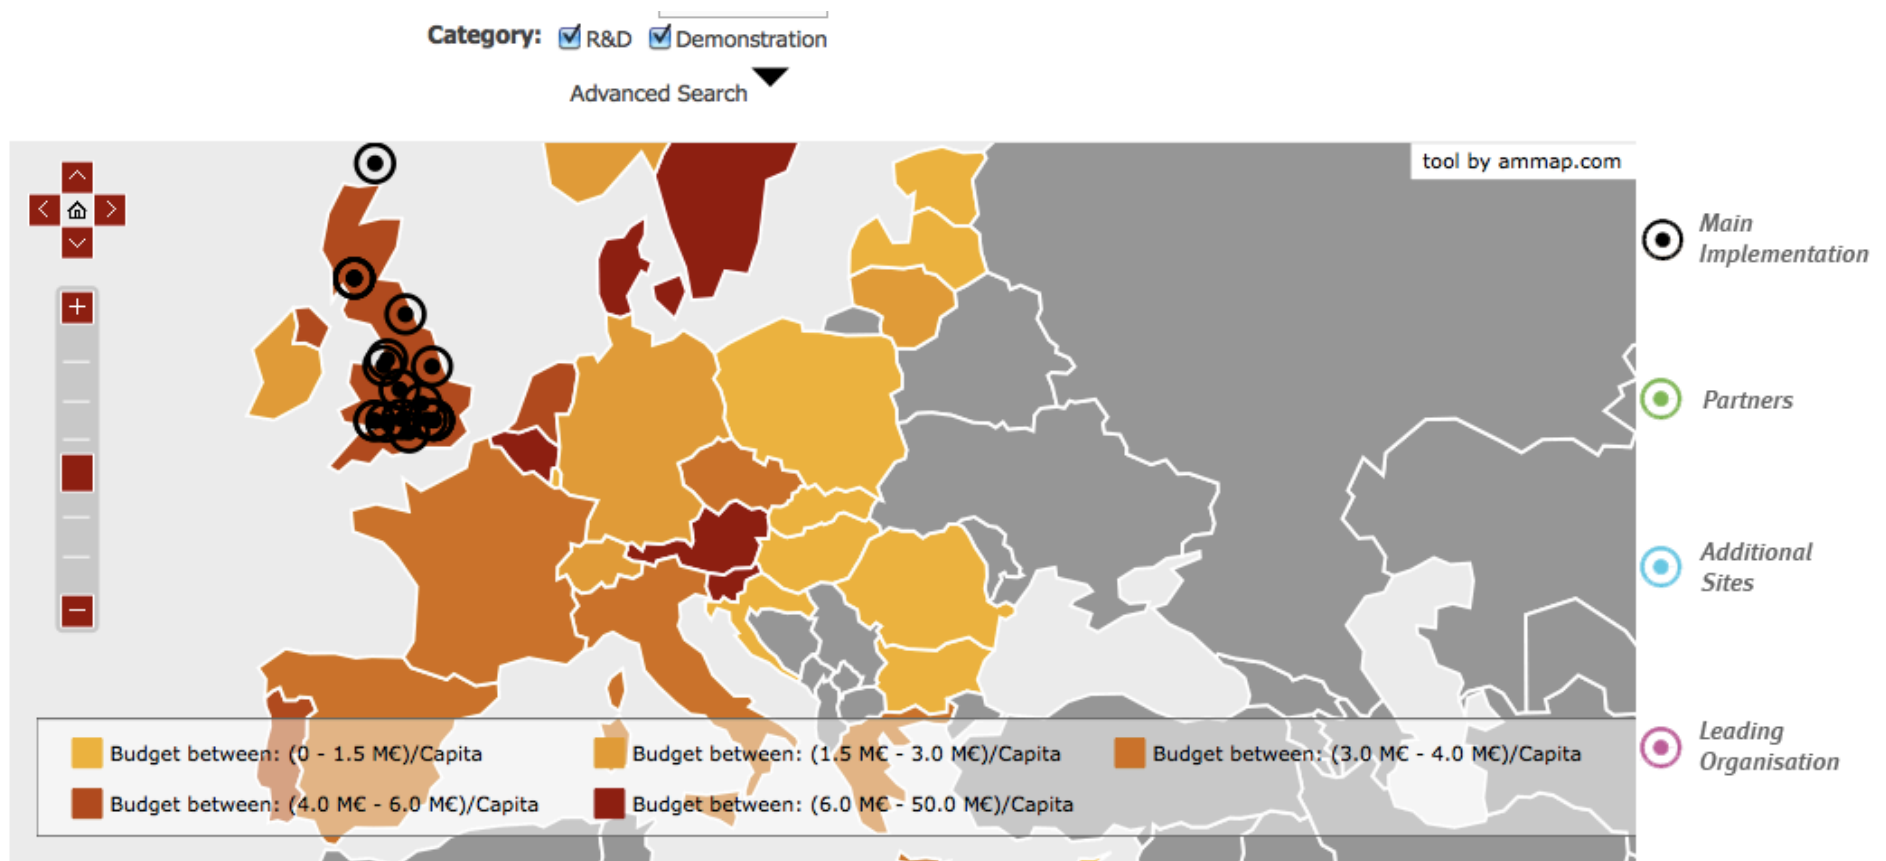 Category: R&D Demonstration
Advanced Search
tool by ammap.com
Main
Implementation
Partners
Additional
Sites
Leading
Organisation
Budget between: (0 - 1.5 M€)/Capita
Budget between: (1.5 M€ - 3.0 M€)/Capita
Budget between: (3.0 M€ - 4.0 M€)/Capita
Budget between: (4.0 M€ - 6.0 M€)/Capita
Budget between: (6.0 M€ - 50.0 M€)/Capita